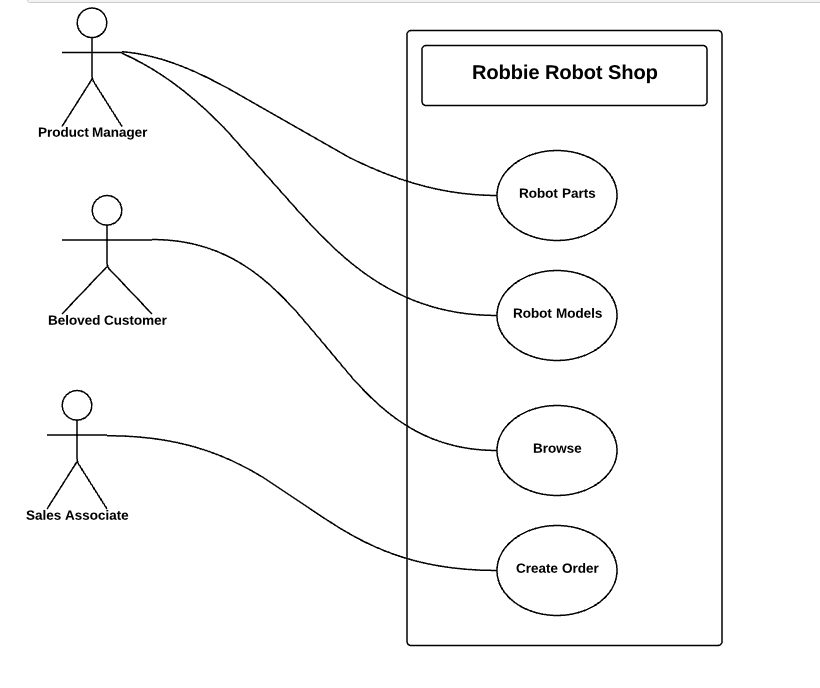 Robbie Robot Shop
Product Manager
Robot Parts
Robot Models
Beloved Customer
Browse
Sales Associate
Create Order